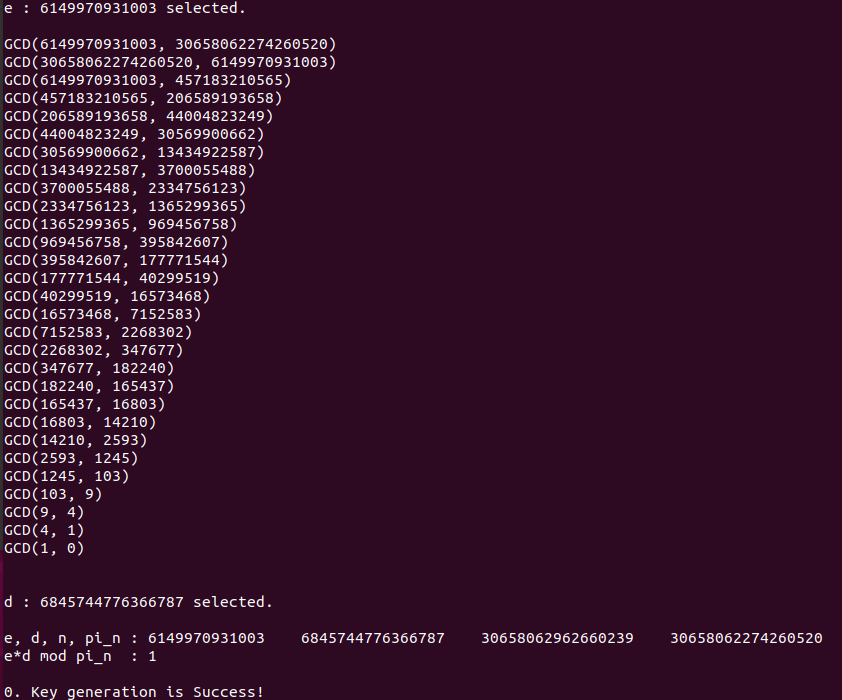 e : 6149970931003 selected.
GCD(6149970931003, 30658062274260520)
GCD(30658062274260520, 6149970931003)
GCD(6149970931003, 457183210565)
GCD(457183210565, 206589193658)
GCD(206589193658, 44004823249)
GCD(44004823249, 30569900662)
GCD(30569900662, 13434922587)
GCD(13434922587, 3700055488)
GCD(3700055488, 2334756123)
GCD(2334756123, 1365299365)
GCD(1365299365, 969456758)
GCD(969456758, 395842607)
GCD(395842607, 177771544)
GCD(177771544, 40299519)
GCD(40299519, 16573468)
GCD(16573468, 7152583)
GCD(7152583, 2268302)
GCD(2268302, 347677)
GCD(347677, 182240)
GCD(182240, 165437)
GCD(165437, 16803)
GCD(16803, 14210)
GCD(14210, 2593)
GCD(2593, 1245)
GCD(1245, 103)
GCD(103, 9)
GCD(9, 4)
GCD(4, 1)
GCD(1, 0)
d : 6845744776366787 selected.
e, d, n, pi_n : 6149970931003    6845744776366787    30658062962660239    30658062274260520
e*d mod pi_n  : 1
0. Key generation is Success!